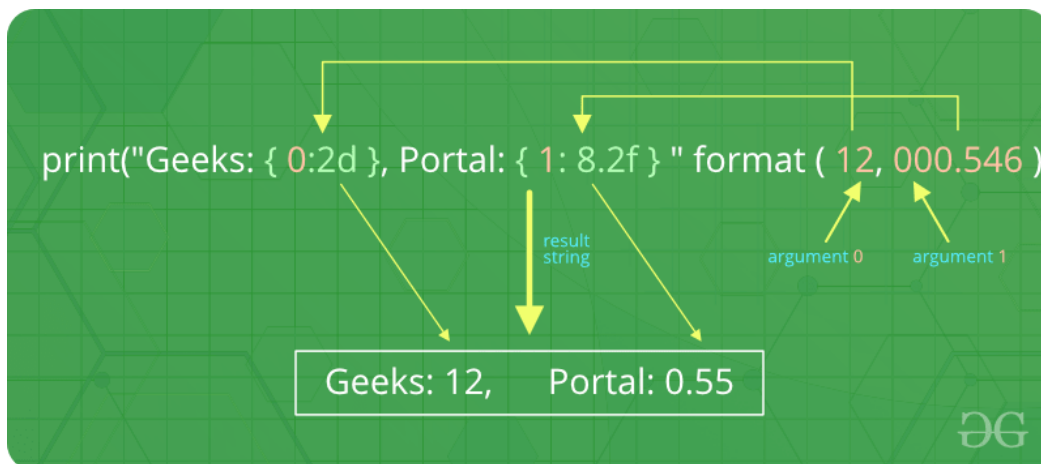 print("Geeks: { 0:2d }, Portal: { 1: 8.2f } " format ( 12, 000.546 )
result
string
argument 0 argument 1
Geeks: 12, Portal: 0.55